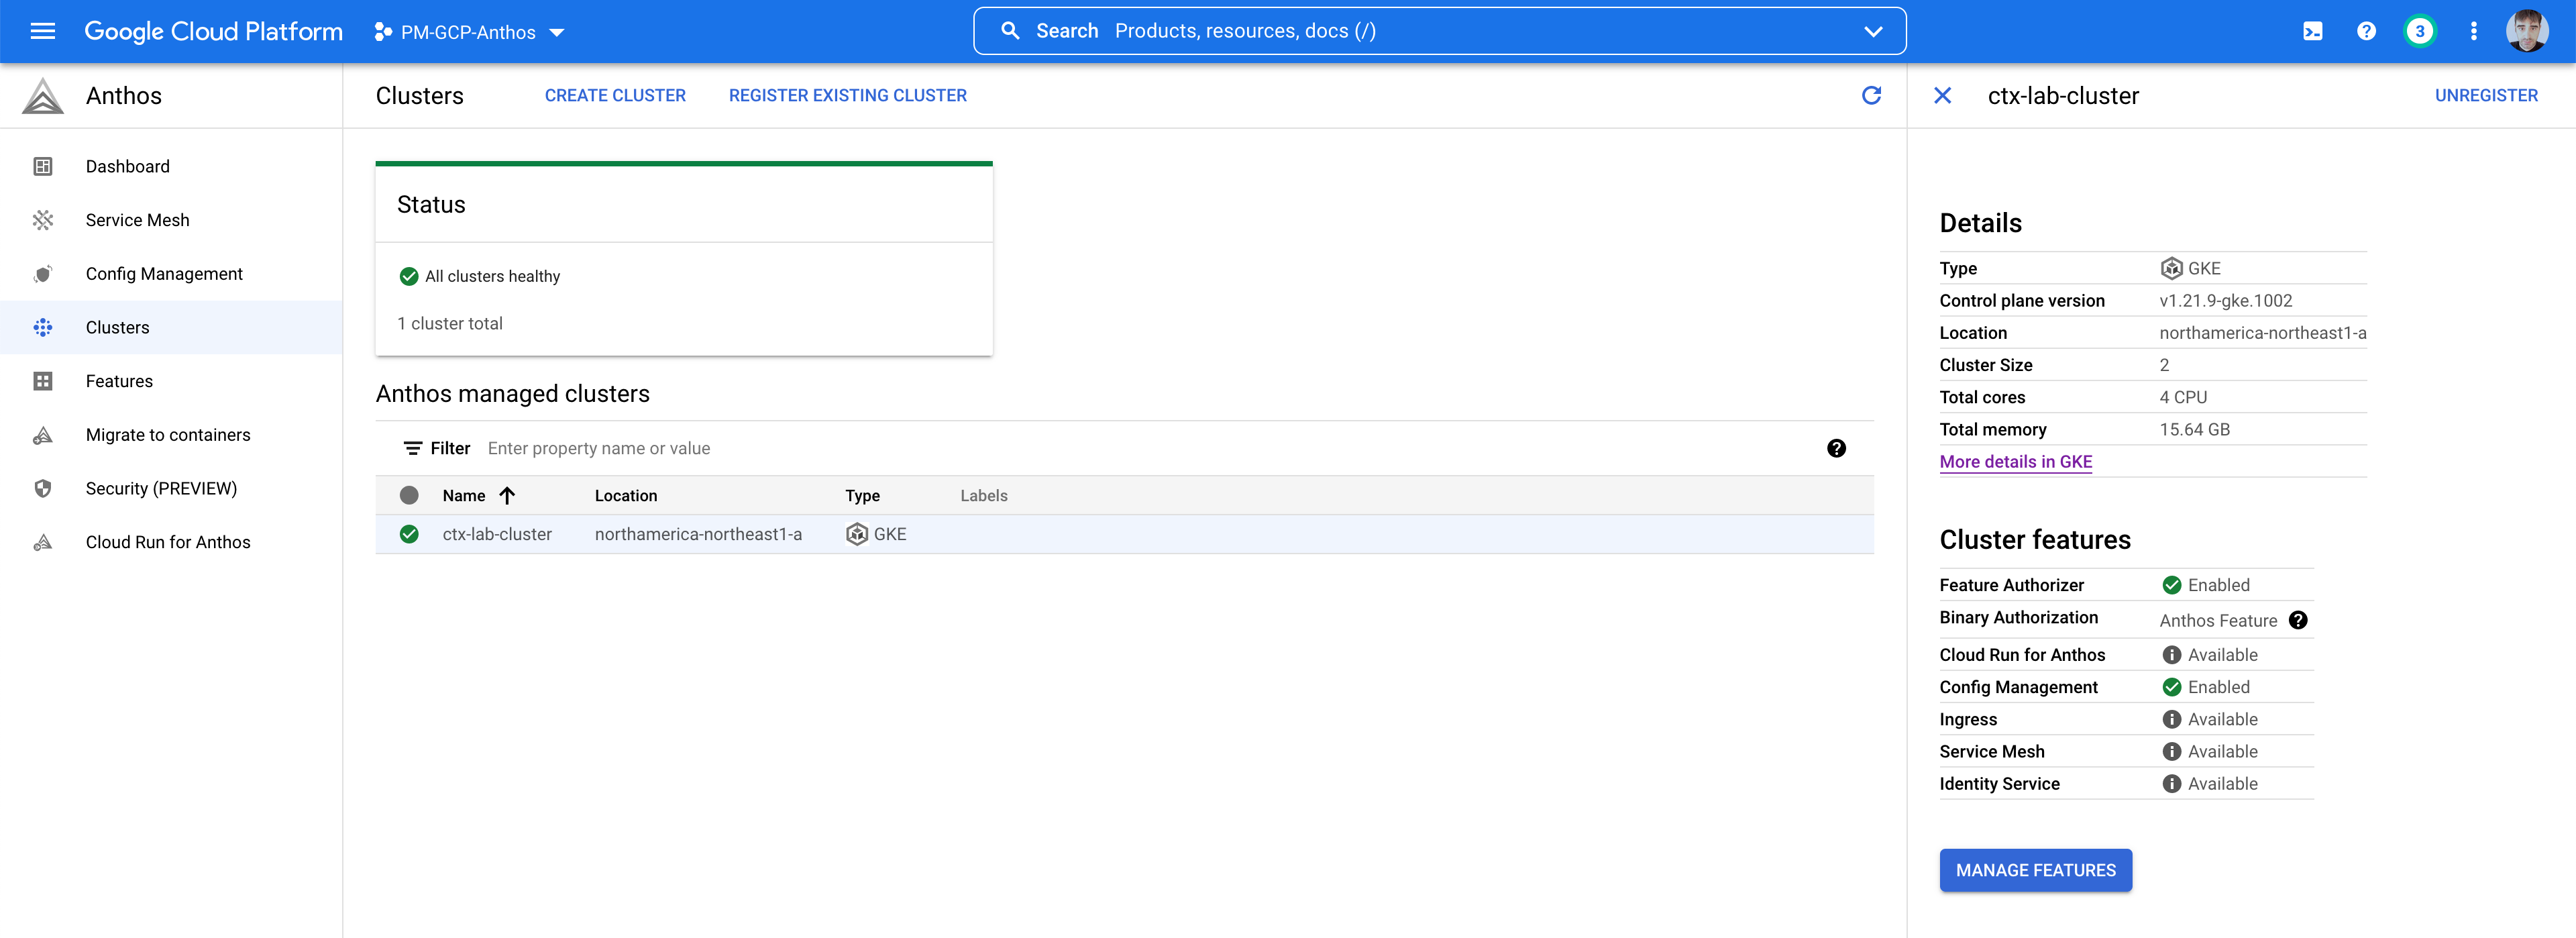 Google Cloud Platform
PM-GCP-Anthos
Search Products, resources, docs (/)
3
Anthos
Dashboard
Service Mesh
Config Management
Clusters
Features
Migrate to containers
Security (PREVIEW)
Cloud Run for Anthos
Clusters
CREATE CLUSTER
REGISTER EXISTING CLUSTER
Status
All clusters healthy
1 cluster total
Anthos managed clusters
Filter Enter property name or value
Name Location Type Labels
ctx-lab-cluster northamerica-northeast1-a GKE
ctx-lab-cluster
UNREGISTER
Details
Type GKE
Control plane version v1.21.9-gke.1002
Location northamerica-northeast1-a
Cluster Size 2
Total cores 4 CPU
Total memory 15.64 GB
More details in GKE
Cluster features
Feature Authorizer Enabled
Binary Authorization Anthos Feature
Cloud Run for Anthos Available
Config Management Enabled
Ingress Available
Service Mesh Available
Identity Service Available
MANAGE FEATURES